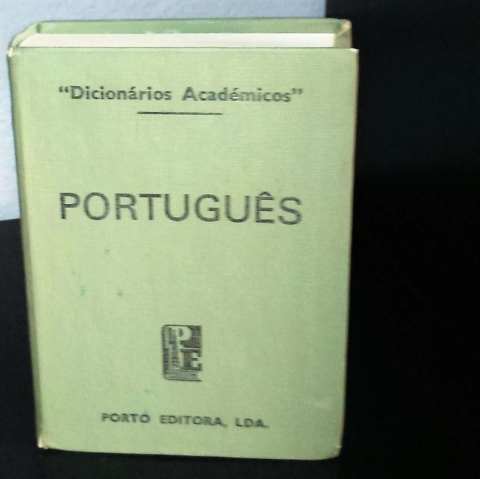 "Dicionários Académicos"
PORTUGUÊS
PE
PORTO EDITORA, LDA.